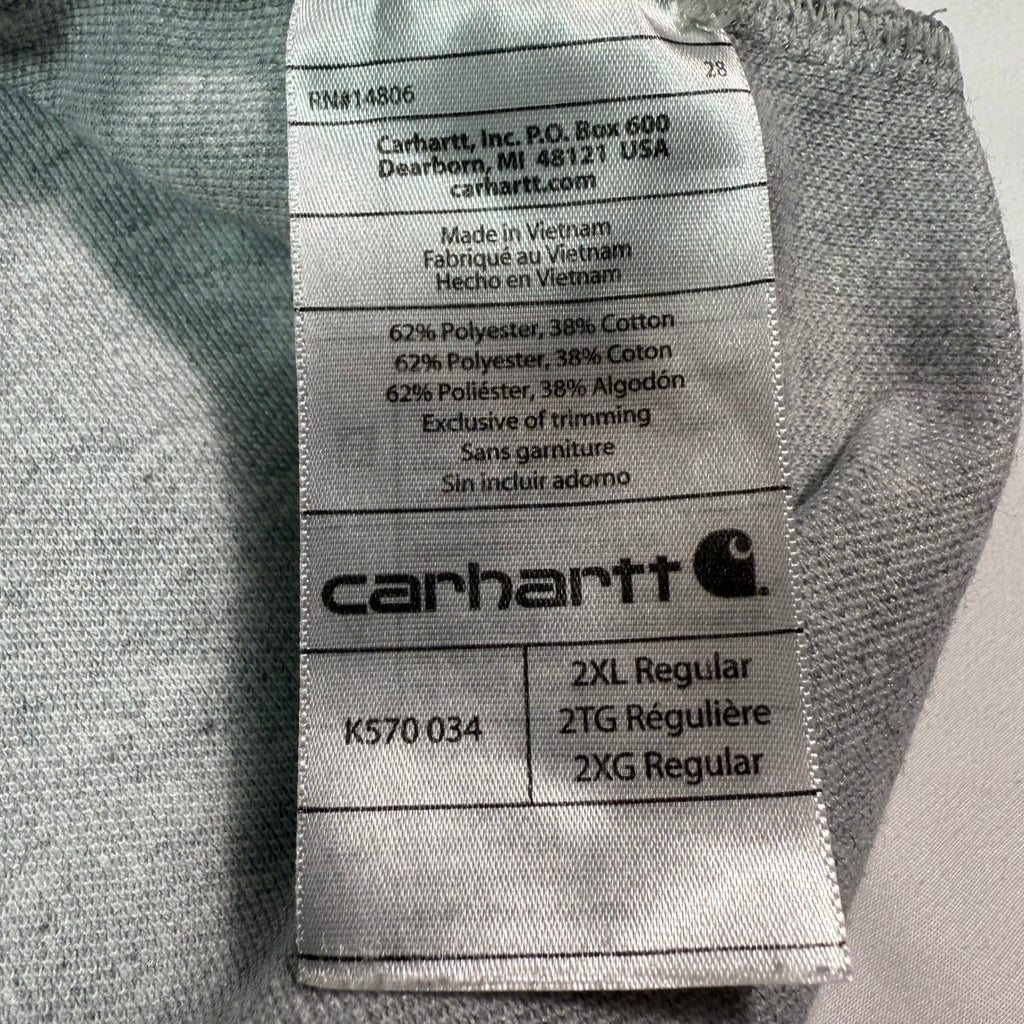 28
RN#14806
Carhartt, Inc. P.O. Box 600
Dearborn, MI 48121 USA
carhartt.com
Made in Vietnam
Fabriqué au Vietnam
Hecho en Vietnam
62% Polyester, 38% Cotton
62% Polyester, 38% Coton
62% Poliéster, 38% Algodón
Exclusive of trimming
Sans garniture
Sin incluir adorno
carhartt
K570 034
2XL Regular
2TG Régulière
2XG Regular